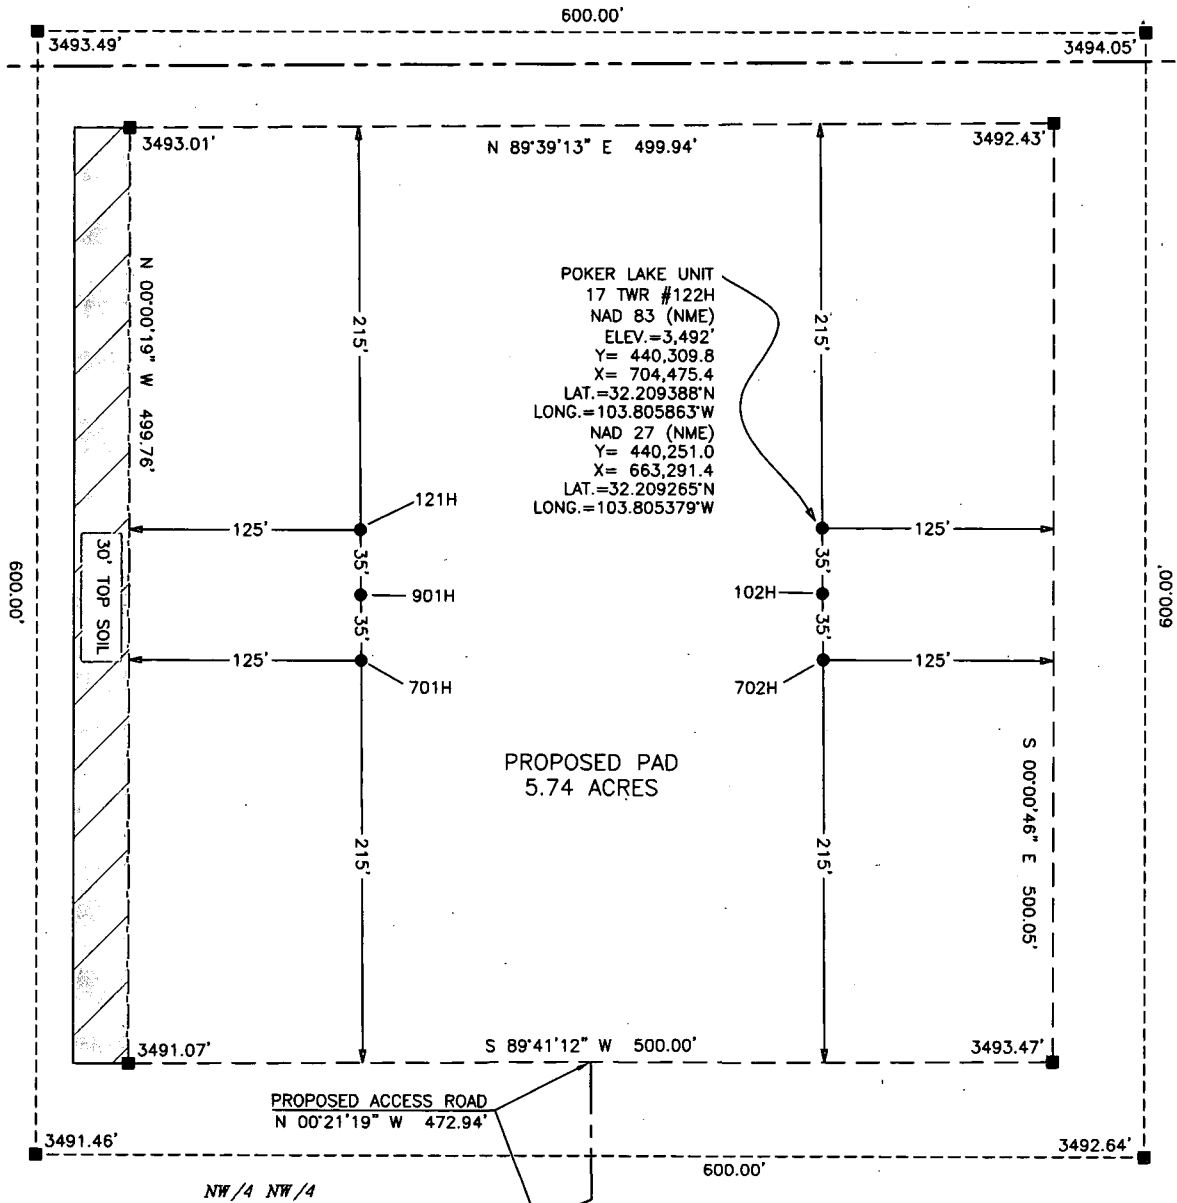 600.00'
3493.49'
3494.05'
3493.01'
N 89°39'13" E 499.94'
3492.43'
N 00°00'19" W 499.76'
215'
POKER LAKE UNIT
17 TWR #122H
NAD 83 (NME)
ELEV.=3,492'
Y= 440,309.8
X= 704,475.4
LAT.=32.209388°N
LONG.=103.805863°W
NAD 27 (NME)
Y= 440,251.0
X= 663,291.4
LAT.=32.209265°N
LONG.=103.805379°W
215'
121H
125'
125'
35'
35'
30' TOP SOIL
600.00'
600.00'
901H
102H
35'
35'
125'
125'
701H
702H
PROPOSED PAD
5.74 ACRES
S 00°00'46" E 500.05'
215'
215'
3491.07'
S 89°41'12" W 500.00'
3493.47'
PROPOSED ACCESS ROAD
N 00°21'19" W 472.94'
3491.46'
3492.64'
600.00'
NW/4 NW/4